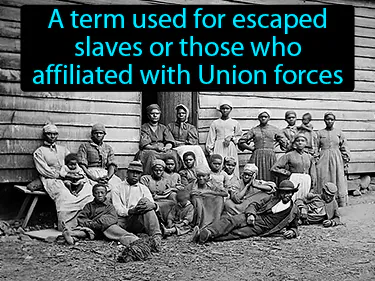 A term used for escaped
slaves or those who
affiliated with Union forces